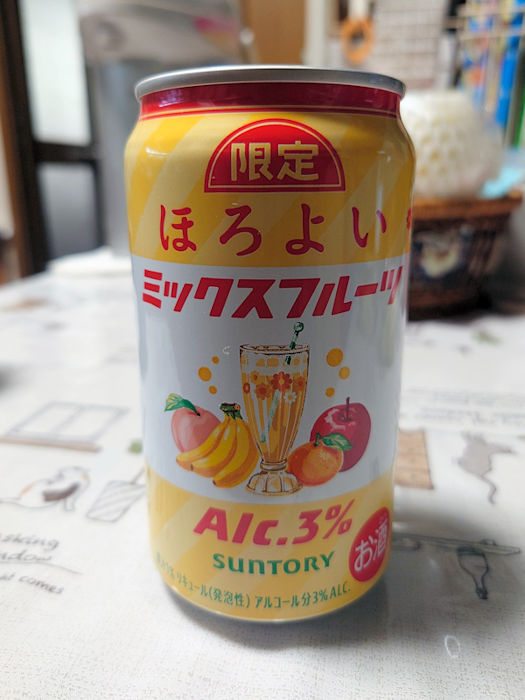 限定
ほろよい
ミックスフルーツ
Alc.3%
SUNTORY
お酒
リキュール(発泡性) アルコール分3% ALC.